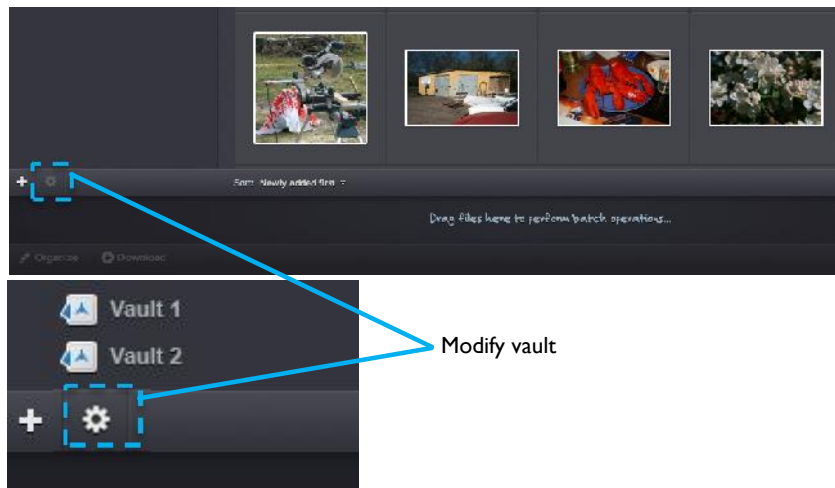 Sort: Newly added first
Drag files here to perform batch operations...
Organize Download
Vault 1
Vault 2
Modify vault